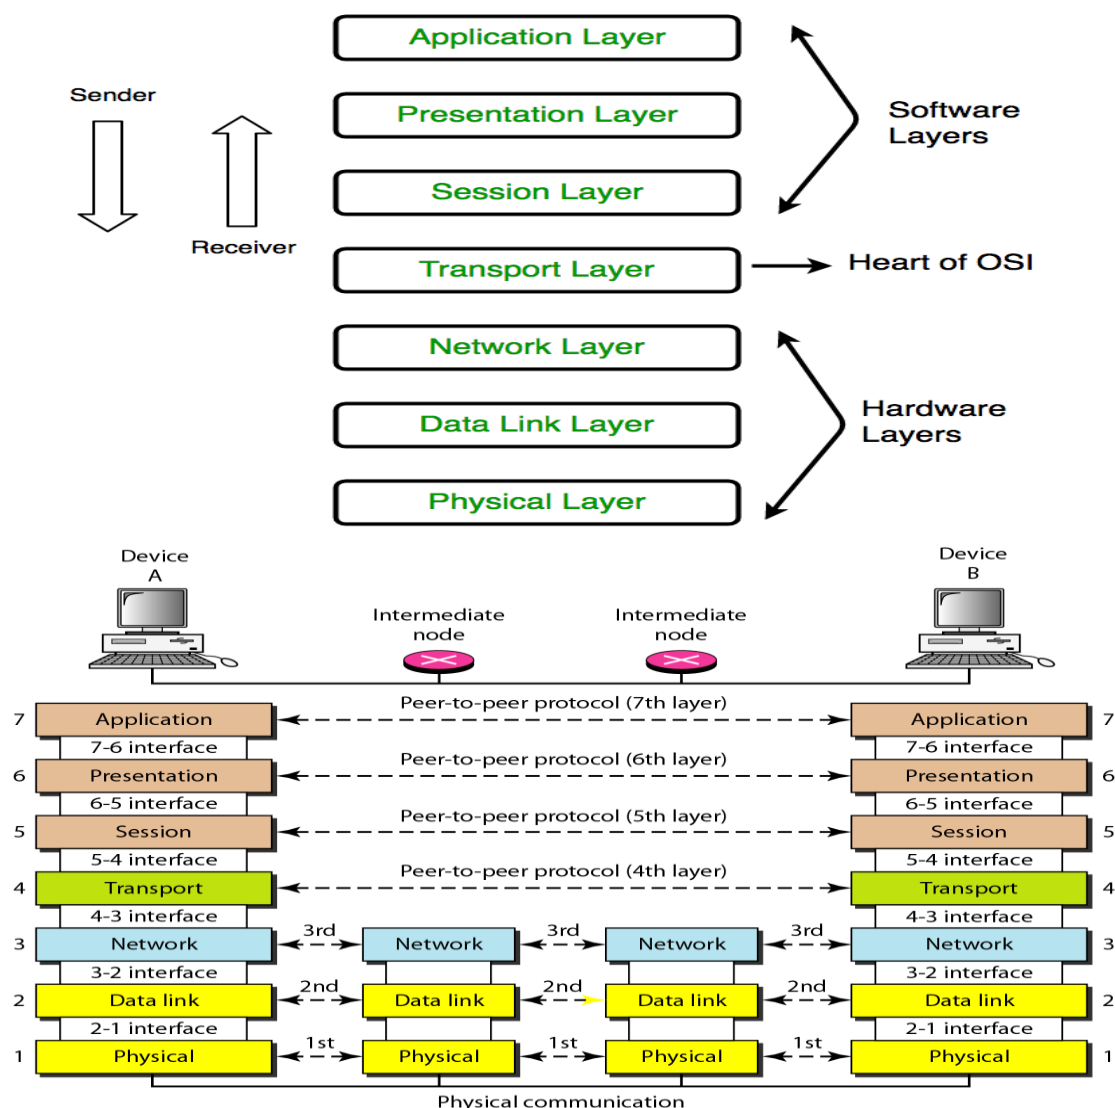 Application Layer
Sender
Presentation Layer
Software
Layers
Session Layer
Receiver
Transport Layer
Heart of OSI
Network Layer
Hardware
Layers
Data Link Layer
Physical Layer
Device
A
Device
B
Intermediate
node
Intermediate
node
Peer-to-peer protocol (7th layer)
7 Application Application 7
7-6 interface 7-6 interface
Peer-to-peer protocol (6th layer)
6 Presentation Presentation 6
6-5 interface 6-5 interface
Peer-to-peer protocol (5th layer)
5 Session Session 5
5-4 interface 5-4 interface
Peer-to-peer protocol (4th layer)
4 Transport Transport 4
4-3 interface 4-3 interface
3rd 3rd 3rd
3 Network Network Network Network 3
3-2 interface 3-2 interface
2nd 2nd 2nd
2 Data link Data link Data link Data link 2
2-1 interface 2-1 interface
1st 1st 1st
1 Physical Physical Physical Physical 1
Physical communication